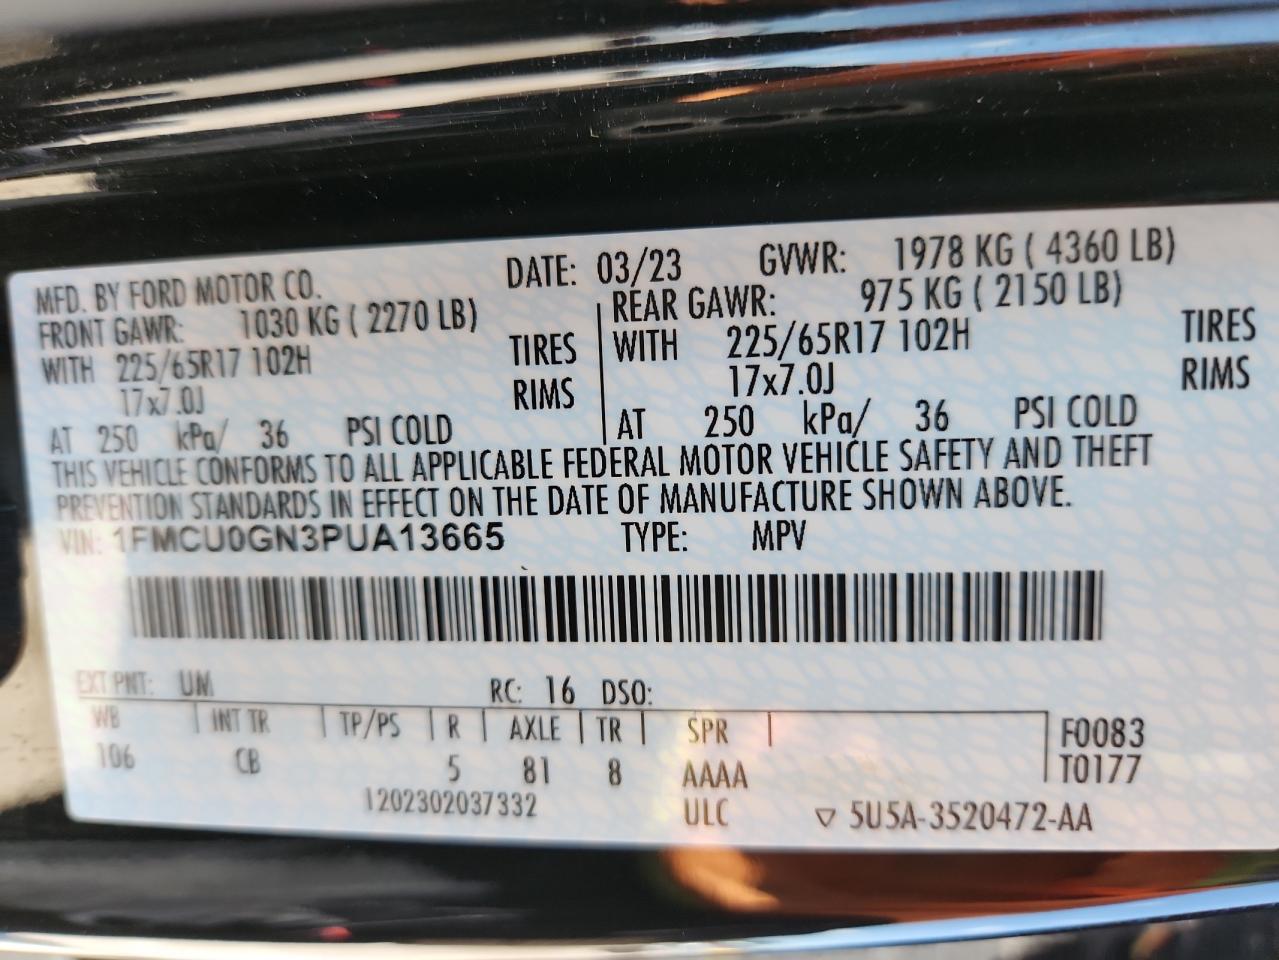 MFD. BY FORD MOTOR CO. DATE: 03/23 GVWR: 1978 KG ( 4360 LB)
FRONT GAWR: 1030 KG ( 2270 LB) REAR GAWR: 975 KG ( 2150 LB)
WITH 225/65R17 102H TIRES WITH 225/65R17 102H TIRES
17x7.0J RIMS 17x7.0J RIMS
AT 250 kPa/ 36 PSI COLD AT 250 kPa/ 36 PSI COLD
THIS VEHICLE CONFORMS TO ALL APPLICABLE FEDERAL MOTOR VEHICLE SAFETY AND THEFT
PREVENTION STANDARDS IN EFFECT ON THE DATE OF MANUFACTURE SHOWN ABOVE.
VIN: 1FMCU0GN3PUA13665 TYPE: MPV
EXT PNT: UM RC: 16 DSO:
WB INT TR TP/PS R AXLE TR SPR F0083
106 CB 5 81 8 AAAA T0177
1202302037332 ULC ▽ 5U5A-3520472-AA